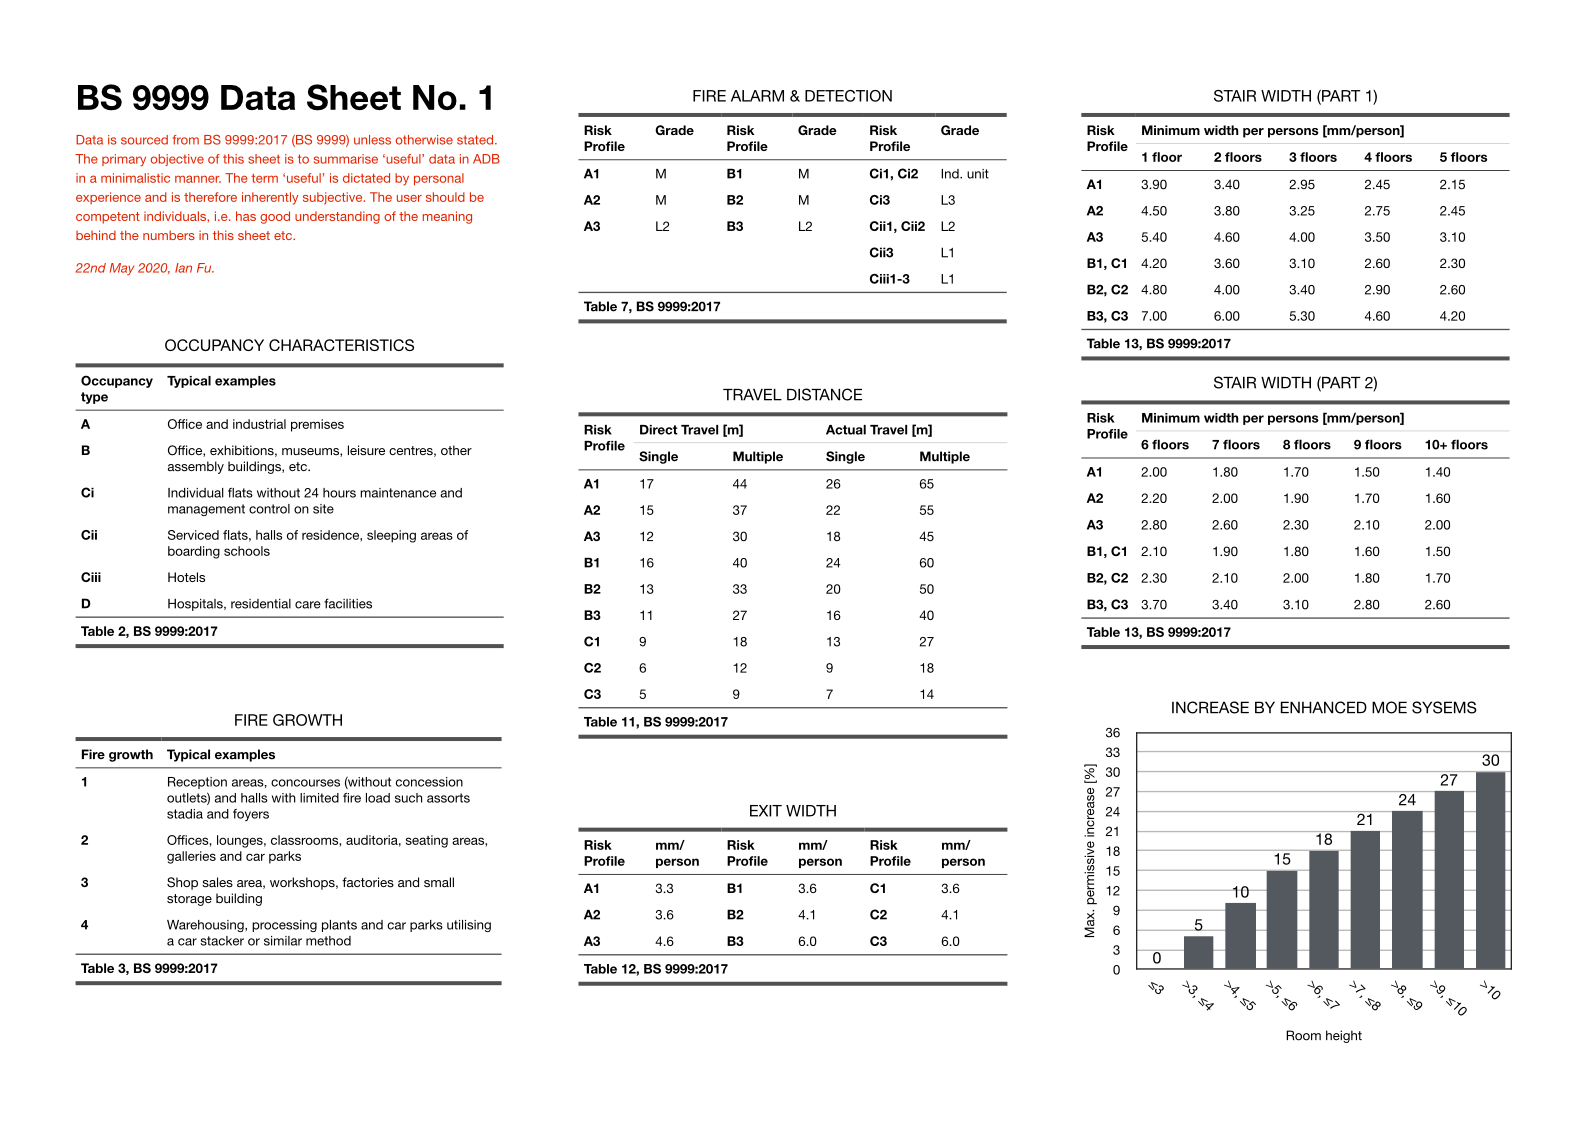 BS 9999 Data Sheet No. 1
Data is sourced from BS 9999:2017 (BS 9999) unless otherwise stated.
The primary objective of this sheet is to summarise ‘useful’ data in ADB
in a minimalistic manner. The term ‘useful’ is dictated by personal
experience and is therefore inherently subjective. The user should be
competent individuals, i.e. has good understanding of the meaning
behind the numbers in this sheet etc.
22nd May 2020, Ian Fu.
OCCUPANCY CHARACTERISTICS
Occupancy Typical examples
type
A Office and industrial premises
B Office, exhibitions, museums, leisure centres, other
assembly buildings, etc.
Ci Individual flats without 24 hours maintenance and
management control on site
Cii Serviced flats, halls of residence, sleeping areas of
boarding schools
Ciii Hotels
D Hospitals, residential care facilities
Table 2, BS 9999:2017
FIRE GROWTH
Fire growth Typical examples
1 Reception areas, concourses (without concession
outlets) and halls with limited fire load such assorts
stadia and foyers
2 Offices, lounges, classrooms, auditoria, seating areas,
galleries and car parks
3 Shop sales area, workshops, factories and small
storage building
4 Warehousing, processing plants and car parks utilising
a car stacker or similar method
Table 3, BS 9999:2017
FIRE ALARM & DETECTION
Risk Grade Risk Grade Risk Grade
Profile Profile Profile
A1 M B1 M Ci1, Ci2 Ind. unit
A2 M B2 M Ci3 L3
A3 L2 B3 L2 Cii1, Cii2 L2
Cii3 L1
Ciii1-3 L1
Table 7, BS 9999:2017
TRAVEL DISTANCE
Risk Direct Travel [m] Actual Travel [m]
Profile
Single Multiple Single Multiple
A1 17 44 26 65
A2 15 37 22 55
A3 12 30 18 45
B1 16 40 24 60
B2 13 33 20 50
B3 11 27 16 40
C1 9 18 13 27
C2 6 12 9 18
C3 5 9 7 14
Table 11, BS 9999:2017
EXIT WIDTH
Risk mm/ Risk mm/ Risk mm/
Profile person Profile person Profile person
A1 3.3 B1 3.6 C1 3.6
A2 3.6 B2 4.1 C2 4.1
A3 4.6 B3 6.0 C3 6.0
Table 12, BS 9999:2017
STAIR WIDTH (PART 1)
Risk Minimum width per persons [mm/person]
Profile
1 floor 2 floors 3 floors 4 floors 5 floors
A1 3.90 3.40 2.95 2.45 2.15
A2 4.50 3.80 3.25 2.75 2.45
A3 5.40 4.60 4.00 3.50 3.10
B1, C1 4.20 3.60 3.10 2.60 2.30
B2, C2 4.80 4.00 3.40 2.90 2.60
B3, C3 7.00 6.00 5.30 4.60 4.20
Table 13, BS 9999:2017
STAIR WIDTH (PART 2)
Risk Minimum width per persons [mm/person]
Profile
6 floors 7 floors 8 floors 9 floors 10+ floors
A1 2.00 1.80 1.70 1.50 1.40
A2 2.20 2.00 1.90 1.70 1.60
A3 2.80 2.60 2.30 2.10 2.00
B1, C1 2.10 1.90 1.80 1.60 1.50
B2, C2 2.30 2.10 2.00 1.80 1.70
B3, C3 3.70 3.40 3.10 2.80 2.60
Table 13, BS 9999:2017
INCREASE BY ENHANCED MOE SYSEMS
Max. permissive increase [%]
36
33
30
27
24
21
18
15
12
9
6
3
0
0 5 10 15 18 21 24 27 30
≤3 >3, ≤4 >4, ≤5 >5, ≤6 >6, ≤7 >7, ≤8 >8, ≤9 >9, ≤10 >10
Room height